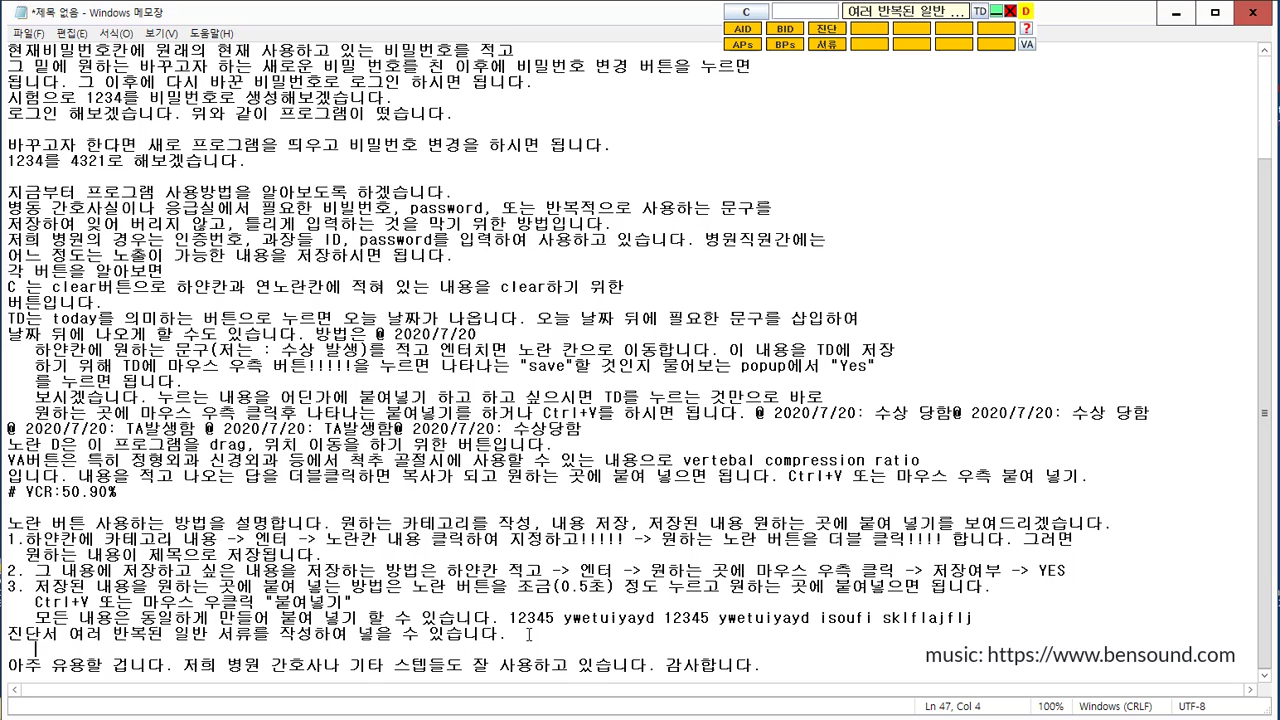 *제목 없음 - Windows 메모장
C
여러 반복된 일반 ...
TD
D
파일(F) 편집(E) 서식(O) 보기(V) 도움말(H)
AID BID 진단 ?
APs BPs 서류 VA
현재비밀번호칸에 원래의 현재 사용하고 있는 비밀번호를 적고
그 밑에 원하는 바꾸고자 하는 새로운 비밀 번호를 친 이후에 비밀번호 변경 버튼을 누르면
됩니다. 그 이후에 다시 바꾼 비밀번호로 로그인 하시면 됩니다.
시험으로 1234를 비밀번호로 생성해보겠습니다.
로그인 해보겠습니다. 위와 같이 프로그램이 떴습니다.
바꾸고자 한다면 새로 프로그램을 띄우고 비밀번호 변경을 하시면 됩니다.
1234를 4321로 해보겠습니다.
지금부터 프로그램 사용방법을 알아보도록 하겠습니다.
병동 간호사실이나 응급실에서 필요한 비빌번호, password, 또는 반복적으로 사용하는 문구를
저장하여 잊어 버리지 않고, 틀리게 입력하는 것을 막기 위한 방법입니다.
저희 병원의 경우는 인증번호, 과장들 ID, password를 입력하여 사용하고 있습니다. 병원직원간에는
어느 정도는 노출이 가능한 내용을 저장하시면 됩니다.
각 버튼을 알아보면
C 는 clear버튼으로 하얀칸과 연노란칸에 적혀 있는 내용을 clear하기 위한
버튼입니다.
TD는 today를 의미하는 버튼으로 누르면 오늘 날짜가 나옵니다. 오늘 날짜 뒤에 필요한 문구를 삽입하여
날짜 뒤에 나오게 할 수도 있습니다. 방법은 @ 2020/7/20
하얀칸에 원하는 문구(저는 : 수상 발생)를 적고 엔터치면 노란 칸으로 이동합니다. 이 내용을 TD에 저장
하기 위해 TD에 마우스 우측 버튼!!!!!을 누르면 나타나는 "save"할 것인지 물어보는 popup에서 "Yes"
를 누르면 됩니다.
보시겠습니다. 누르는 내용을 어딘가에 붙여넣기 하고 하고 싶으시면 TD를 누르는 것만으로 바로
원하는 곳에 마우스 우측 클릭후 나타나는 붙여넣기를 하거나 Ctrl+V를 하시면 됩니다. @ 2020/7/20: 수상 당함@ 2020/7/20: 수상 당함
@ 2020/7/20: TA발생함 @ 2020/7/20: TA발생함@ 2020/7/20: 수상당함
노란 D은 이 프로그램을 drag, 위치 이동을 하기 위한 버튼입니다.
VA버튼은 특히 정형외과 신경외과 등에서 척추 골절시에 사용할 수 있는 내용으로 vertebal compression ratio
입니다. 내용을 적고 나오는 답을 더블클릭하면 복사가 되고 원하는 곳에 붙여 넣으면 됩니다. Ctrl+V 또는 마우스 우측 붙여 넣기.
# VCR:50.90%
노란 버튼 사용하는 방법을 설명합니다. 원하는 카테고리를 작성, 내용 저장, 저장된 내용 원하는 곳에 붙여 넣기를 보여드리겠습니다.
1.하얀칸에 카테고리 내용 -> 엔터 -> 노란칸 내용 클릭하여 지정하고!!!!! -> 원하는 노란 버튼을 더블 클릭!!!! 합니다. 그러면
원하는 내용이 제목으로 저장됩니다.
2. 그 내용에 저장하고 싶은 내용을 저장하는 방법은 하얀칸 적고 -> 엔터 -> 원하는 곳에 마우스 우측 클릭 -> 저장여부 -> YES
3. 저장된 내용을 원하는 곳에 붙여 넣는 방법은 노란 버튼을 조금(0.5초) 정도 누르고 원하는 곳에 붙여넣으면 됩니다.
Ctrl+V 또는 마우스 우클릭 "붙여넣기"
모든 내용은 동일하게 만들어 붙여 넣기 할 수 있습니다. 12345 ywetuiyayd 12345 ywetuiyayd isoufi sklflajflj
진단서 여러 반복된 일반 서류를 작성하여 넣을 수 있습니다.
아주 유용할 겁니다. 저희 병원 간호사나 기타 스텝들도 잘 사용하고 있습니다. 감사합니다.
music: https://www.bensound.com
Ln 47, Col 4 100% Windows (CRLF) UTF-8